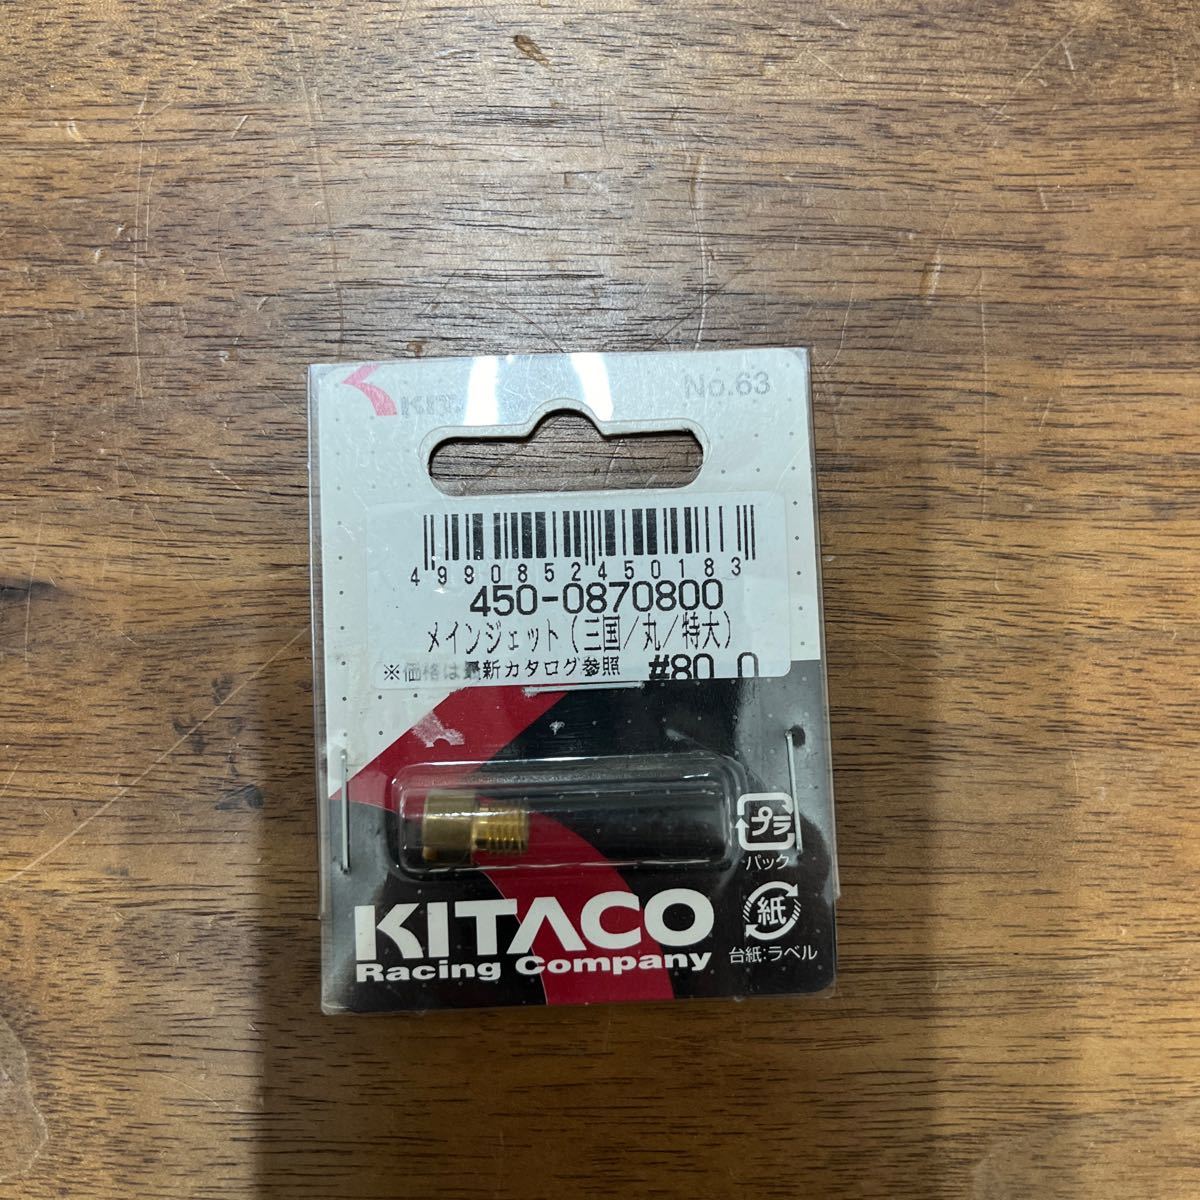 No.63
4990852450183
450-0870800
メインジェット(三国/丸/特大)
※価格は最新カタログ参照 #80.0
プラ
パック
KITACO
Racing Company
紙
台紙:ラベル